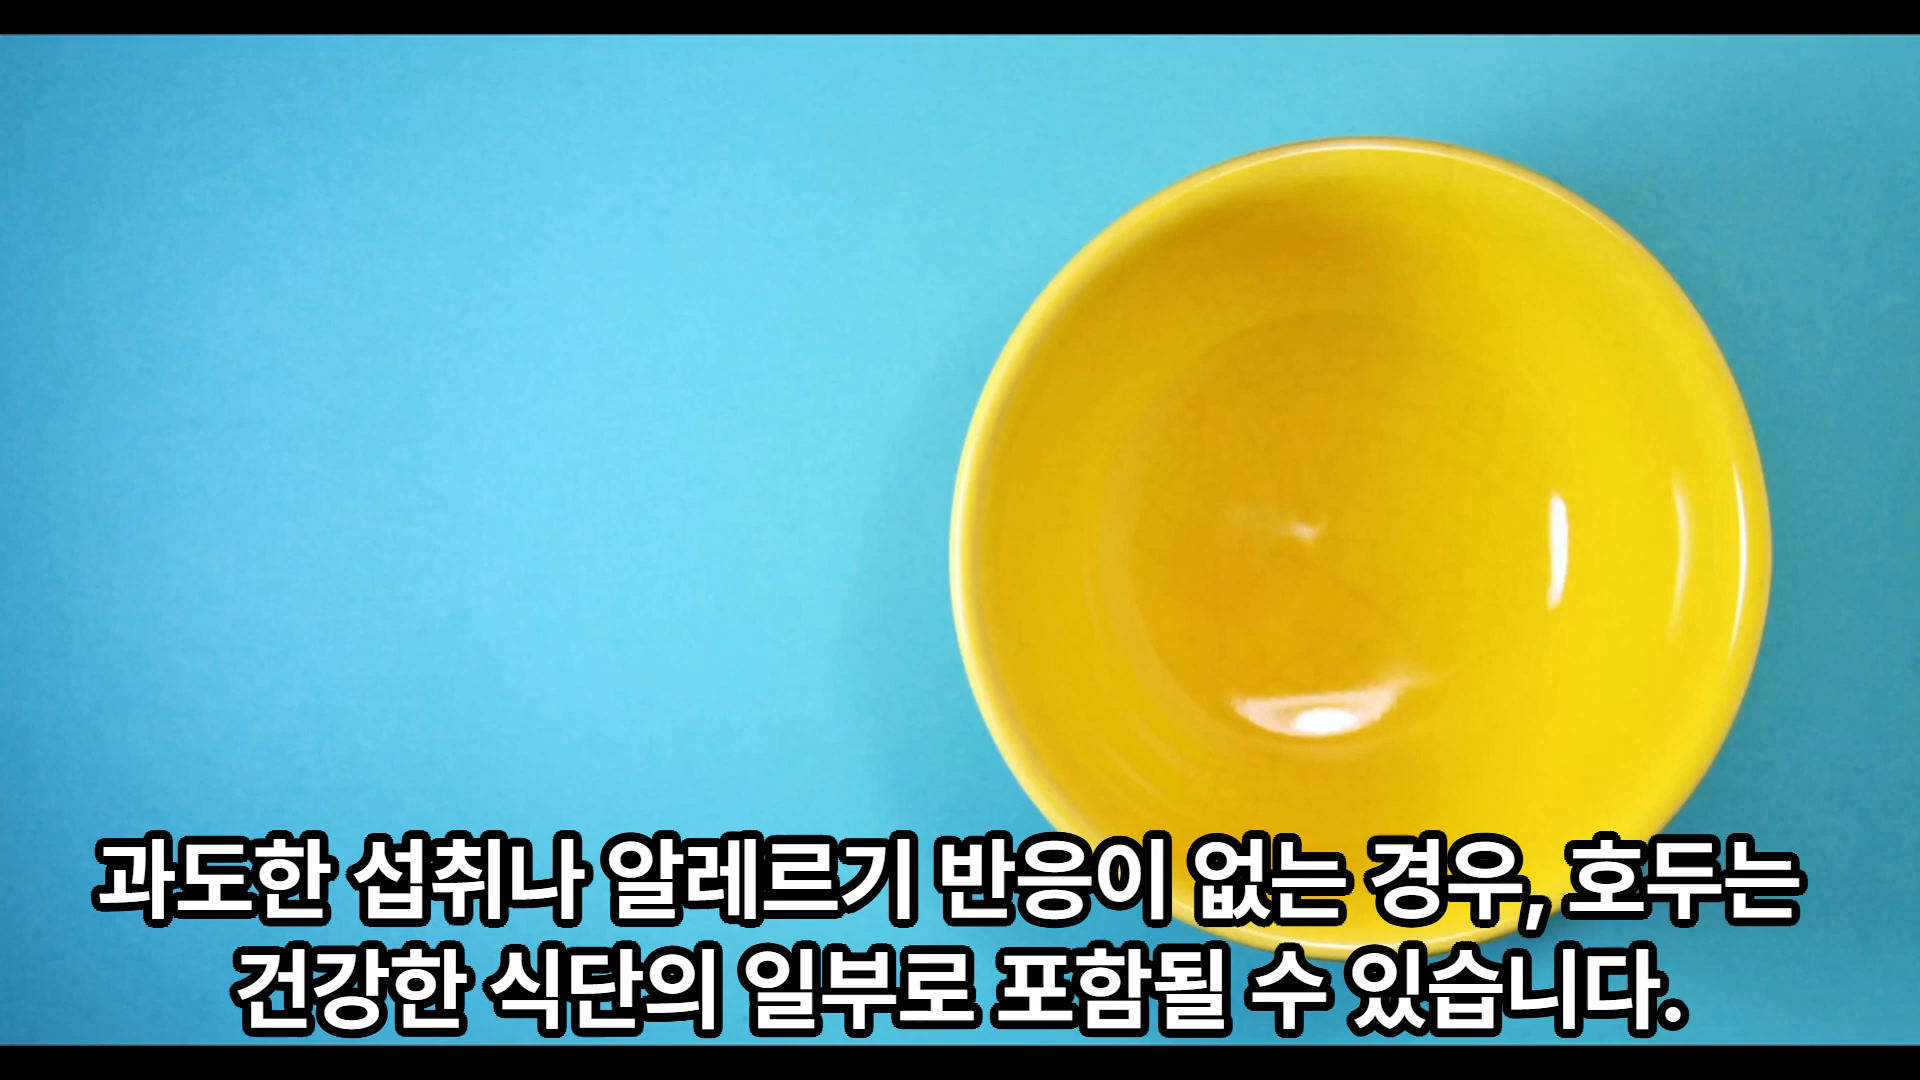 과도한 섭취나 알레르기 반응이 없는 경우, 호두는
건강한 식단의 일부로 포함될 수 있습니다.